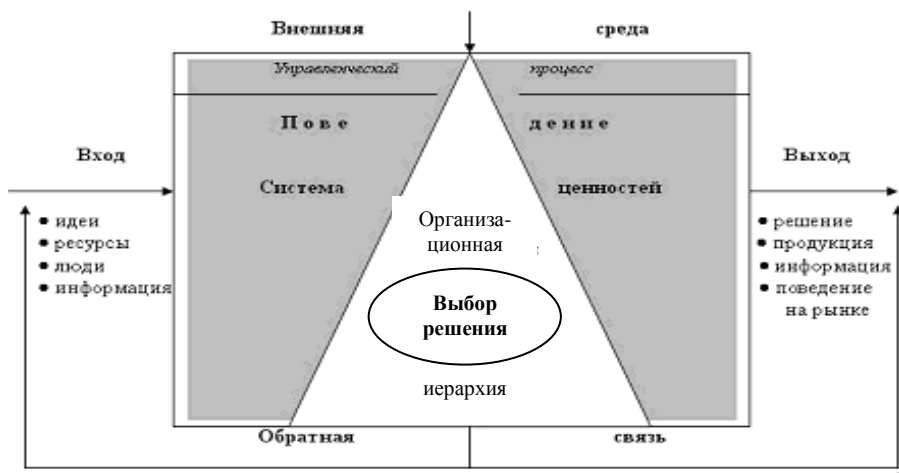 Внешняя среда
Управленческий процесс
П о в е д е н и е
Вход
Выход
Система ценностей
Организа-
ционная
• идеи
• ресурсы
• люди
• информация
• решение
• продукция
• информация
• поведение
на рынке
Выбор
решения
иерархия
Обратная связь